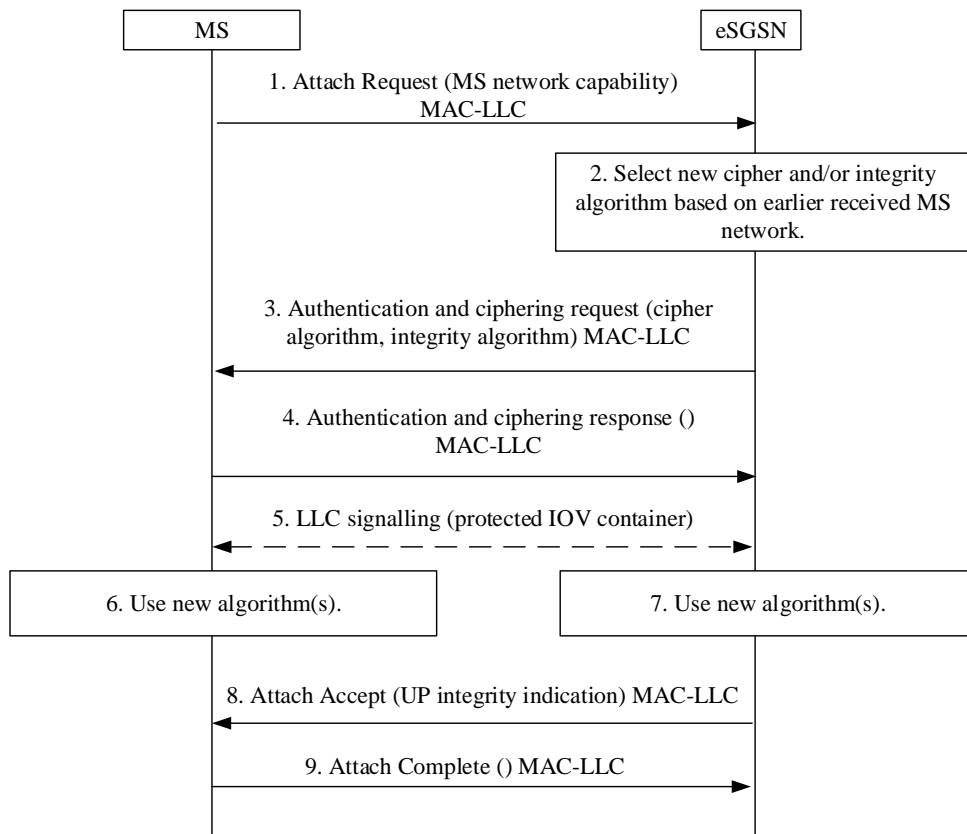 MS
eSGSN
1. Attach Request (MS network capability)
MAC-LLC
2. Select new cipher and/or integrity
algorithm based on earlier received MS
network.
3. Authentication and ciphering request (cipher
algorithm, integrity algorithm) MAC-LLC
4. Authentication and ciphering response ()
MAC-LLC
5. LLC signalling (protected IOV container)
6. Use new algorithm(s).
7. Use new algorithm(s).
8. Attach Accept (UP integrity indication) MAC-LLC
9. Attach Complete () MAC-LLC